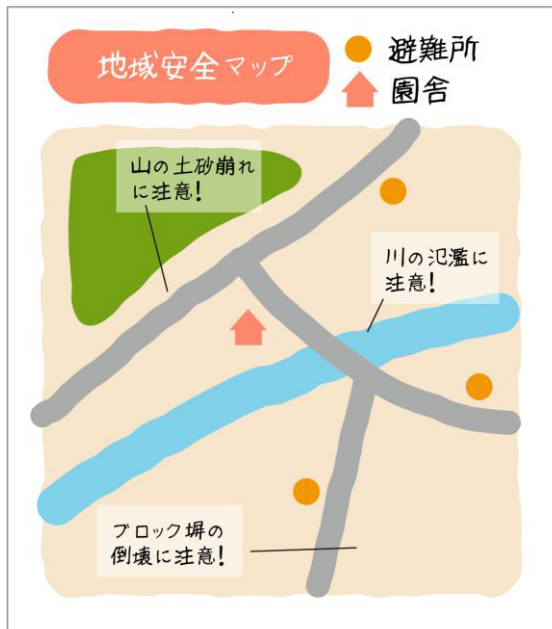 地域安全マップ
避難所
園舎
山の土砂崩れ
に注意!
川の氾濫に
注意!
ブロック塀の
倒壊に注意!